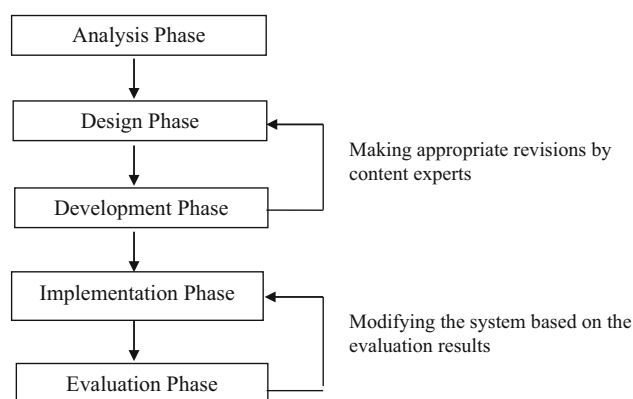 Analysis Phase
Design Phase
Making appropriate revisions by
content experts
Development Phase
Implementation Phase
Modifying the system based on the
evaluation results
Evaluation Phase